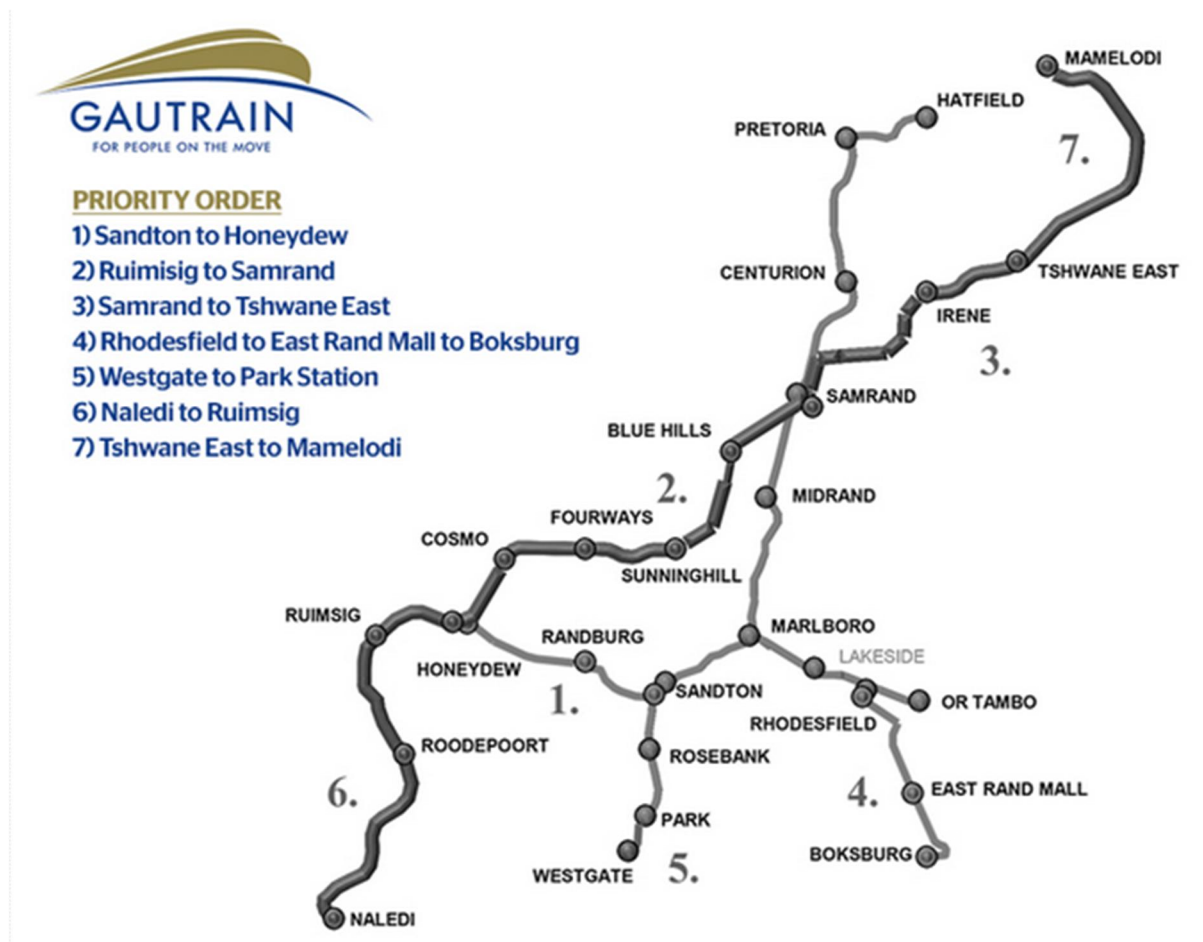 GAUTRAIN
FOR PEOPLE ON THE MOVE
PRIORITY ORDER
1) Sandton to Honeydew
2) Ruimisig to Samrand
3) Samrand to Tshwane East
4) Rhodesfield to East Rand Mall to Boksburg
5) Westgate to Park Station
6) Naledi to Ruimsig
7) Tshwane East to Mamelodi
MAMELODI
HATFIELD
PRETORIA
7.
CENTURION
TSHWANE EAST
IRENE
3.
SAMRAND
BLUE HILLS
2.
MIDRAND
FOURWAYS
COSMO
SUNNINGHILL
RUIMSIG
MARLBORO
RANDBURG
LAKESIDE
HONEYDEW
SANDTON
1.
OR TAMBO
RHODESFIELD
ROODEPOORT
ROSEBANK
6.
4.
EAST RAND MALL
PARK
BOKSBURG
WESTGATE
5.
NALEDI